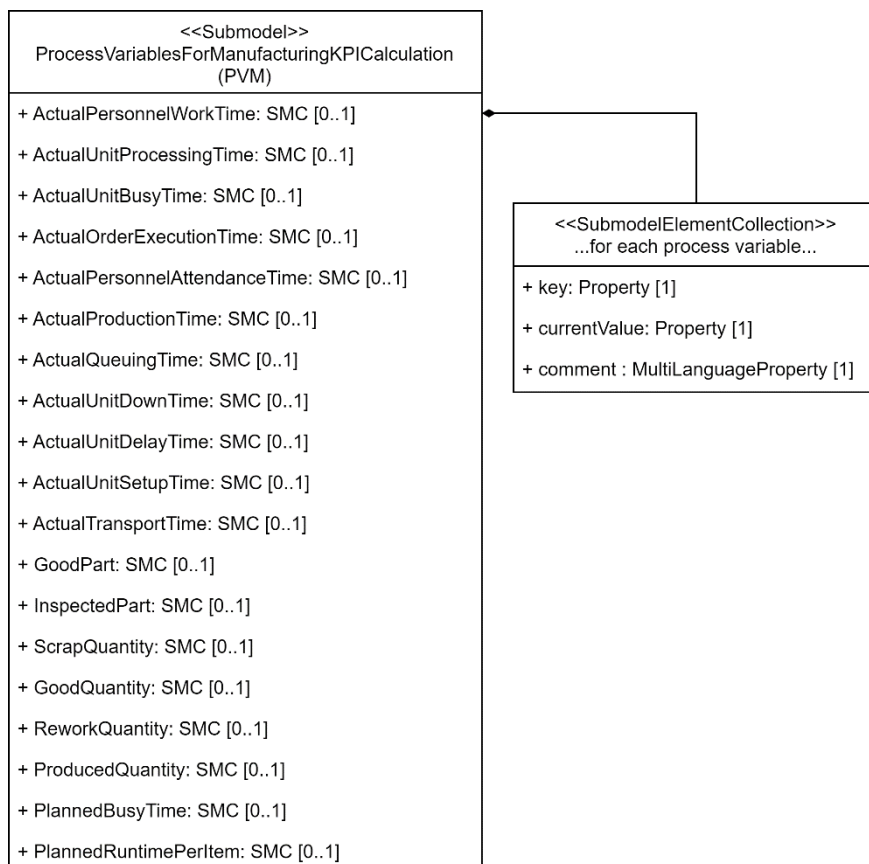 <<Submodel>>
ProcessVariablesForManufacturingKPICalculation
(PVM)
+ ActualPersonnelWorkTime: SMC [0..1]
+ ActualUnitProcessingTime: SMC [0..1]
+ ActualUnitBusyTime: SMC [0..1]
+ ActualOrderExecutionTime: SMC [0..1]
+ ActualPersonnelAttendanceTime: SMC [0..1]
+ ActualProductionTime: SMC [0..1]
+ ActualQueuingTime: SMC [0..1]
+ ActualUnitDownTime: SMC [0..1]
+ ActualUnitDelayTime: SMC [0..1]
+ ActualUnitSetupTime: SMC [0..1]
+ ActualTransportTime: SMC [0..1]
+ GoodPart: SMC [0..1]
+ InspectedPart: SMC [0..1]
+ ScrapQuantity: SMC [0..1]
+ GoodQuantity: SMC [0..1]
+ ReworkQuantity: SMC [0..1]
+ ProducedQuantity: SMC [0..1]
+ PlannedBusyTime: SMC [0..1]
+ PlannedRuntimePerItem: SMC [0..1]
<<SubmodelElementCollection>>
...for each process variable...
+ key: Property [1]
+ currentValue: Property [1]
+ comment : MultiLanguageProperty [1]